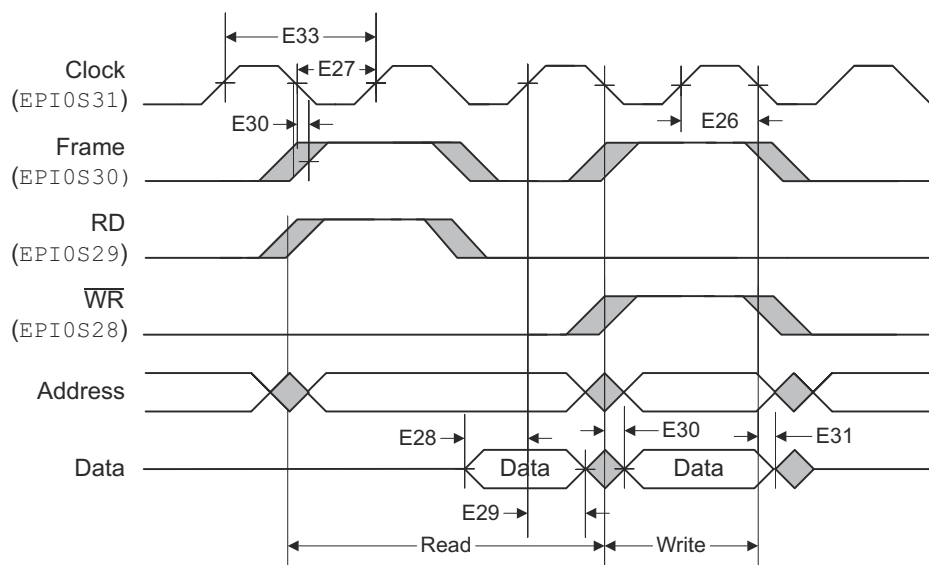 E33
Clock
E27
(EPI0S31)
E30
E26
Frame
(EPI0S30)
RD
(EPI0S29)
WR
(EPI0S28)
Address
E28
E30
E31
Data
Data
Data
E29
Read
Write